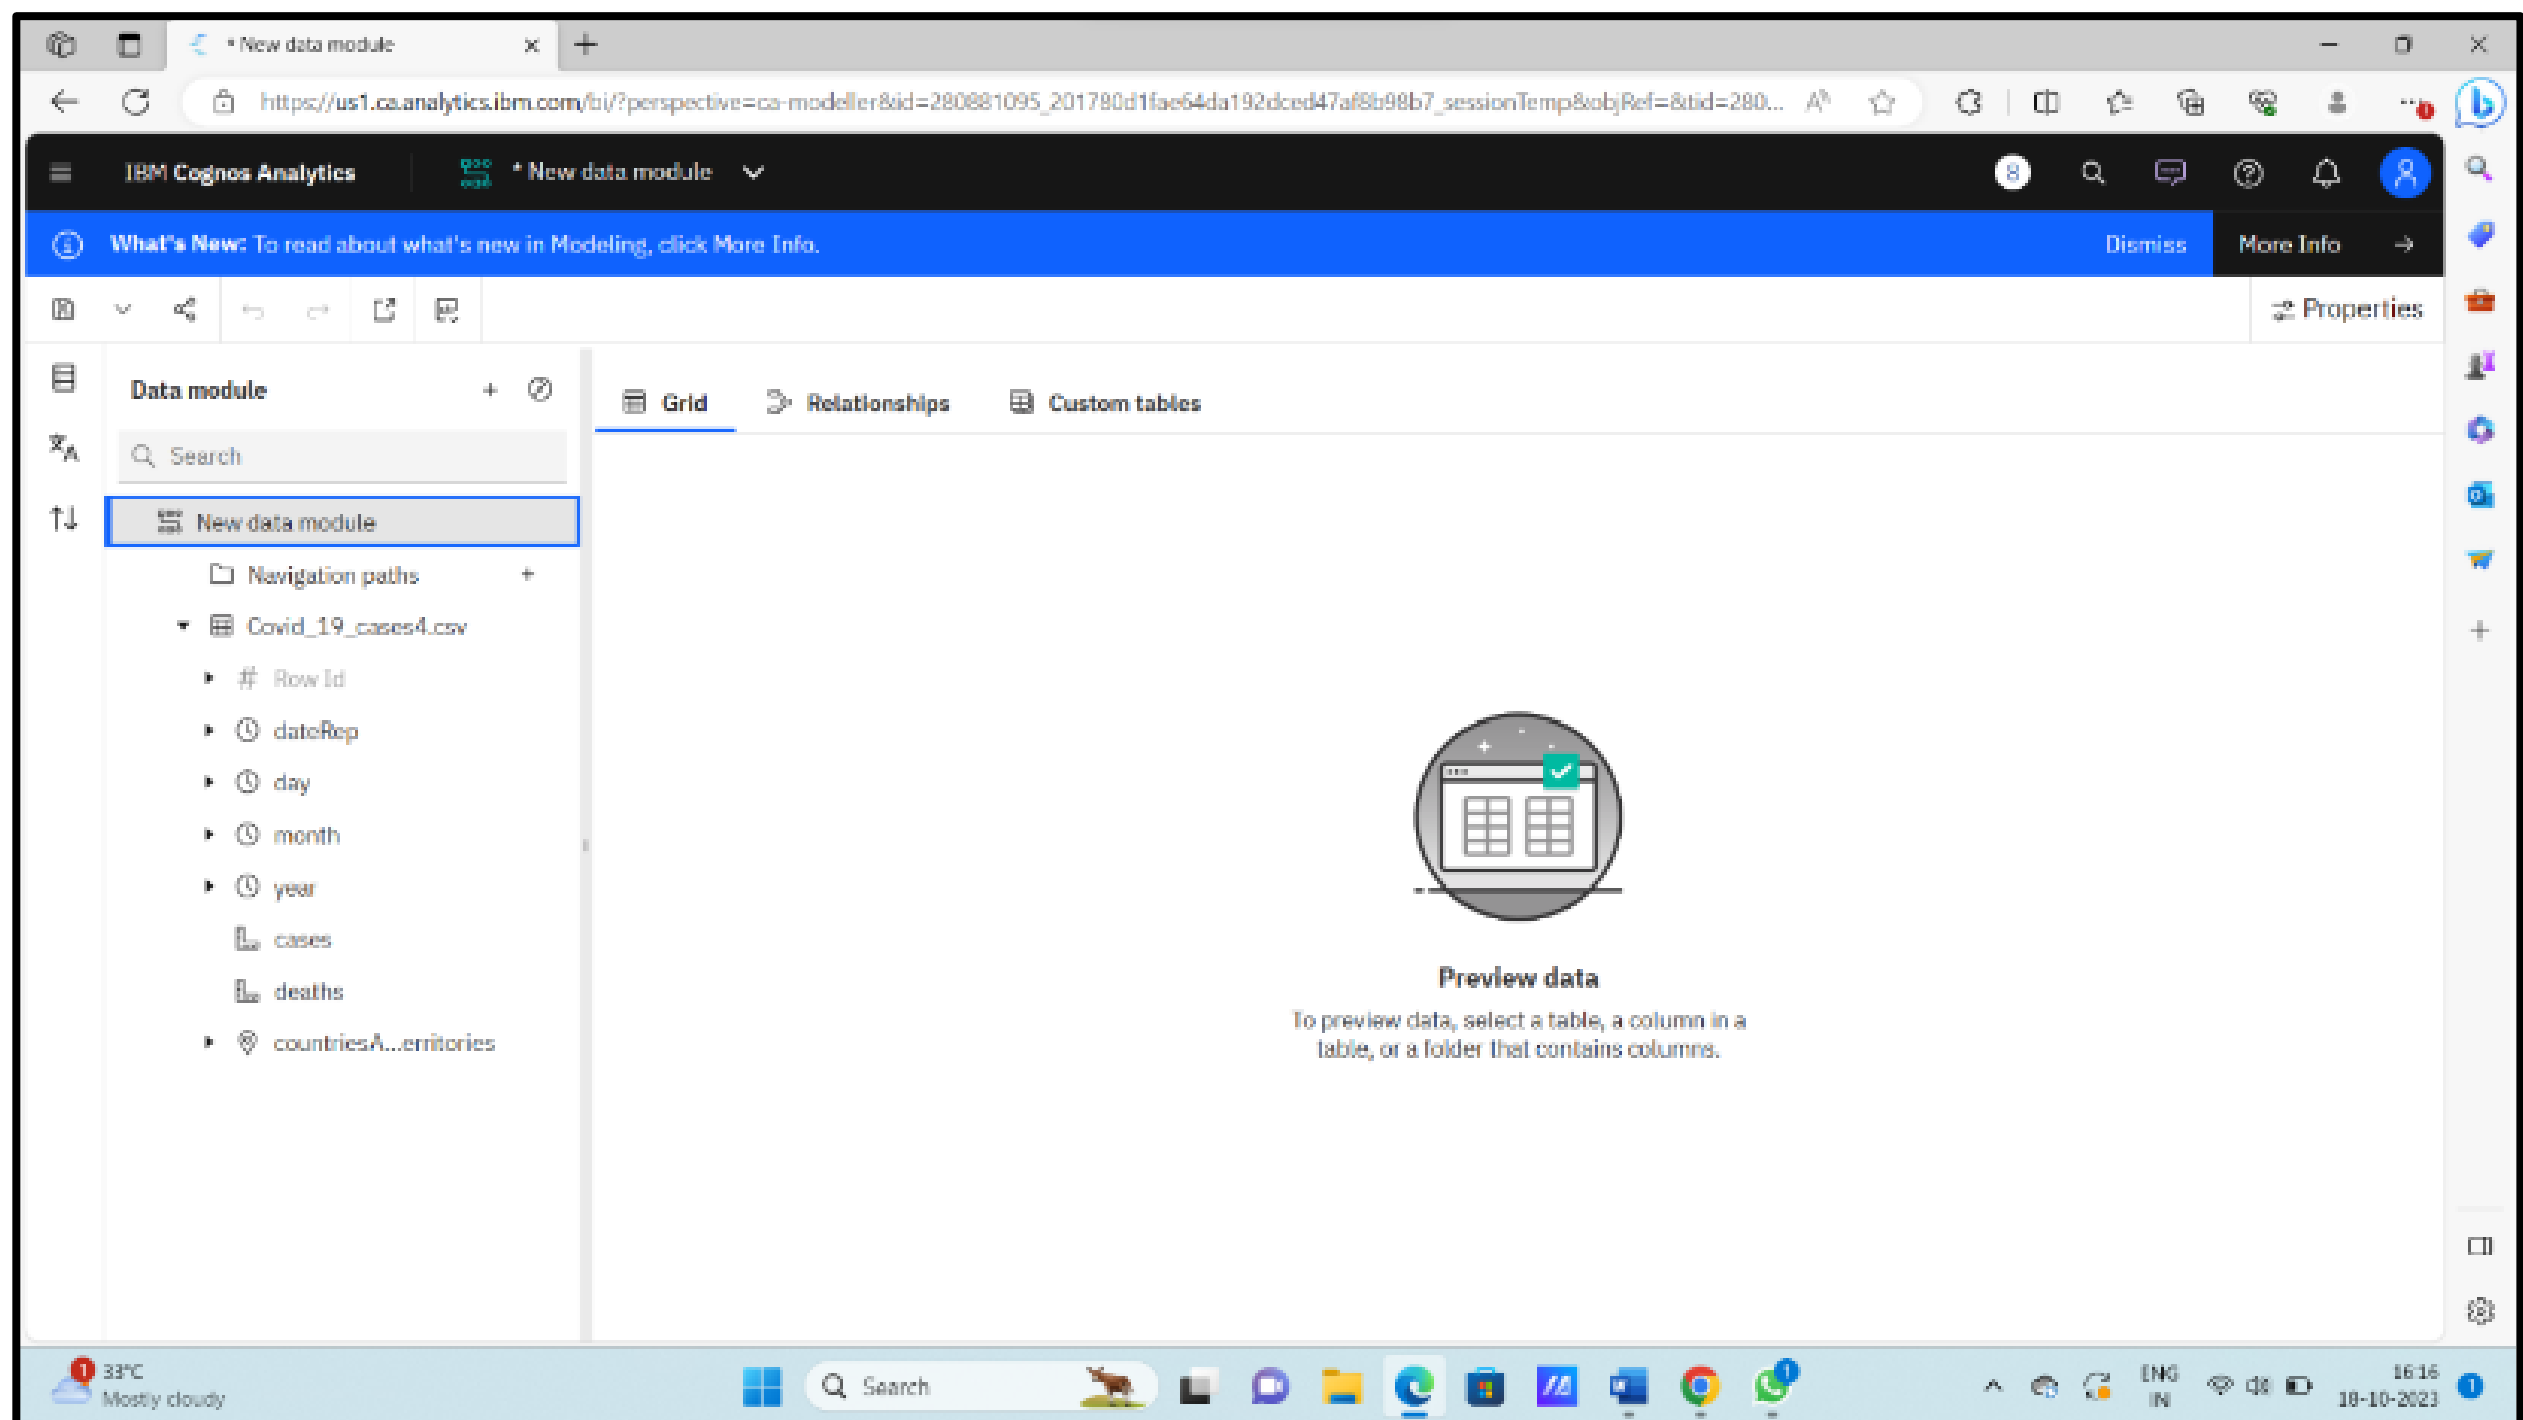 * New data module
https://us1.ca.analytics.ibm.com/bi/?perspective=ca-modeller&id=280881095_201780d1fae64da192dced47af8b98b7_sessionTemp&objRef=&tid=280...
IBM Cognos Analytics
* New data module
8
What's New: To read about what's new in Modeling, click More Info.
Dismiss
More Info
Properties
Data module
Search
New data module
Navigation paths
Covid_19_cases4.csv
Row Id
dateRep
day
month
year
cases
deaths
countriesA...erritories
Grid
Relationships
Custom tables
Preview data
To preview data, select a table, a column in a
table, or a folder that contains columns.
1
33°C
Mostly cloudy
Search
1
ENG
IN
16:16
18-10-2023
1